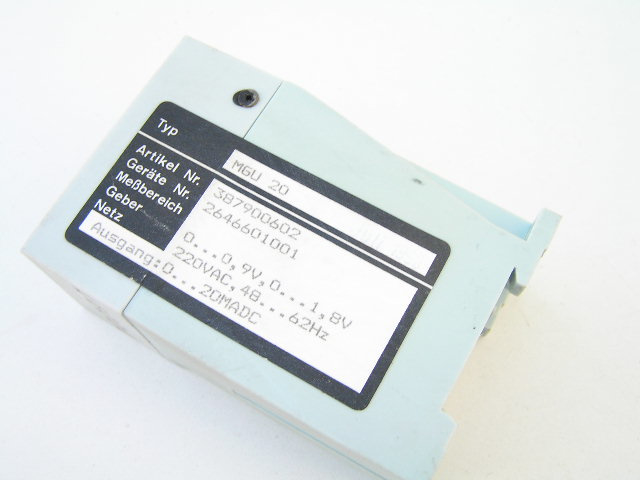 Typ MGU 20
Artikel Nr. 387900602
Geräte Nr. 2646601001
Meßbereich
Geber 0...0,9V,0...1,8V
Netz 220VAC,48...62Hz
Ausgang:0...20MADC